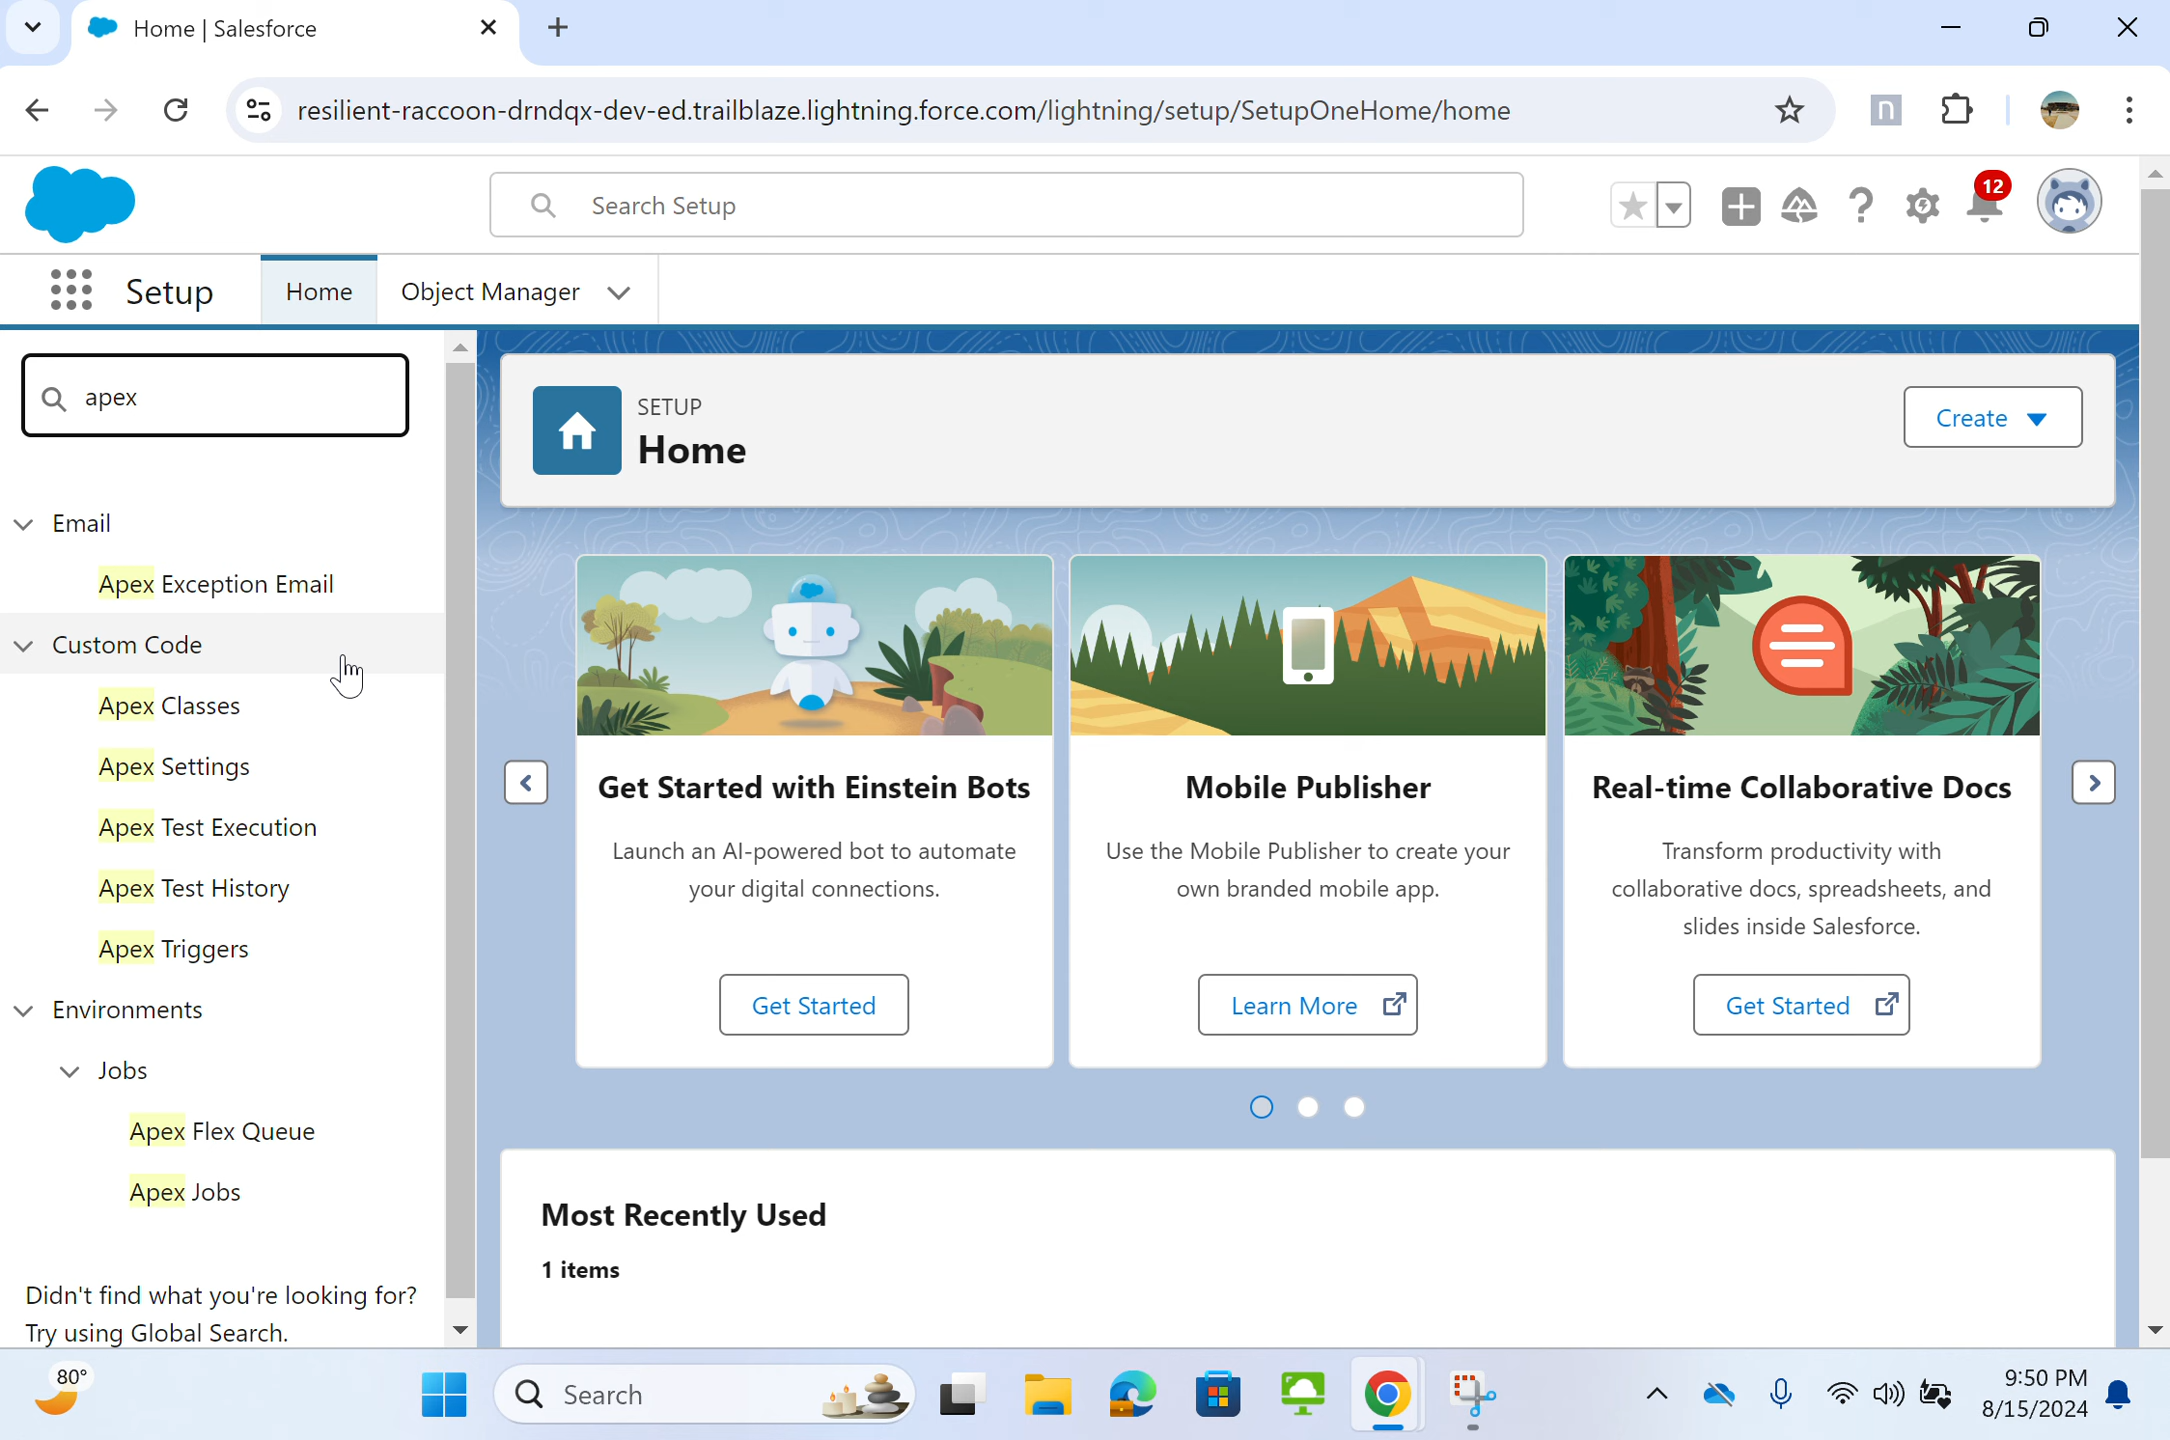 Home | Salesforce
resilient-raccoon-drndqx-dev-ed.trailblaze.lightning.force.com/lightning/setup/SetupOneHome/home
n
Search Setup
12
Setup
Home
Object Manager
apex
SETUP
Home
Create
Email
Apex Exception Email
Custom Code
Apex Classes
Apex Settings
Apex Test Execution
Apex Test History
Apex Triggers
Environments
Jobs
Apex Flex Queue
Apex Jobs
Didn't find what you're looking for?
Try using Global Search.
Get Started with Einstein Bots
Launch an AI-powered bot to automate
your digital connections.
Get Started
Mobile Publisher
Use the Mobile Publisher to create your
own branded mobile app.
Learn More
Real-time Collaborative Docs
Transform productivity with
collaborative docs, spreadsheets, and
slides inside Salesforce.
Get Started
Most Recently Used
1 items
80°
Search
9:50 PM
8/15/2024